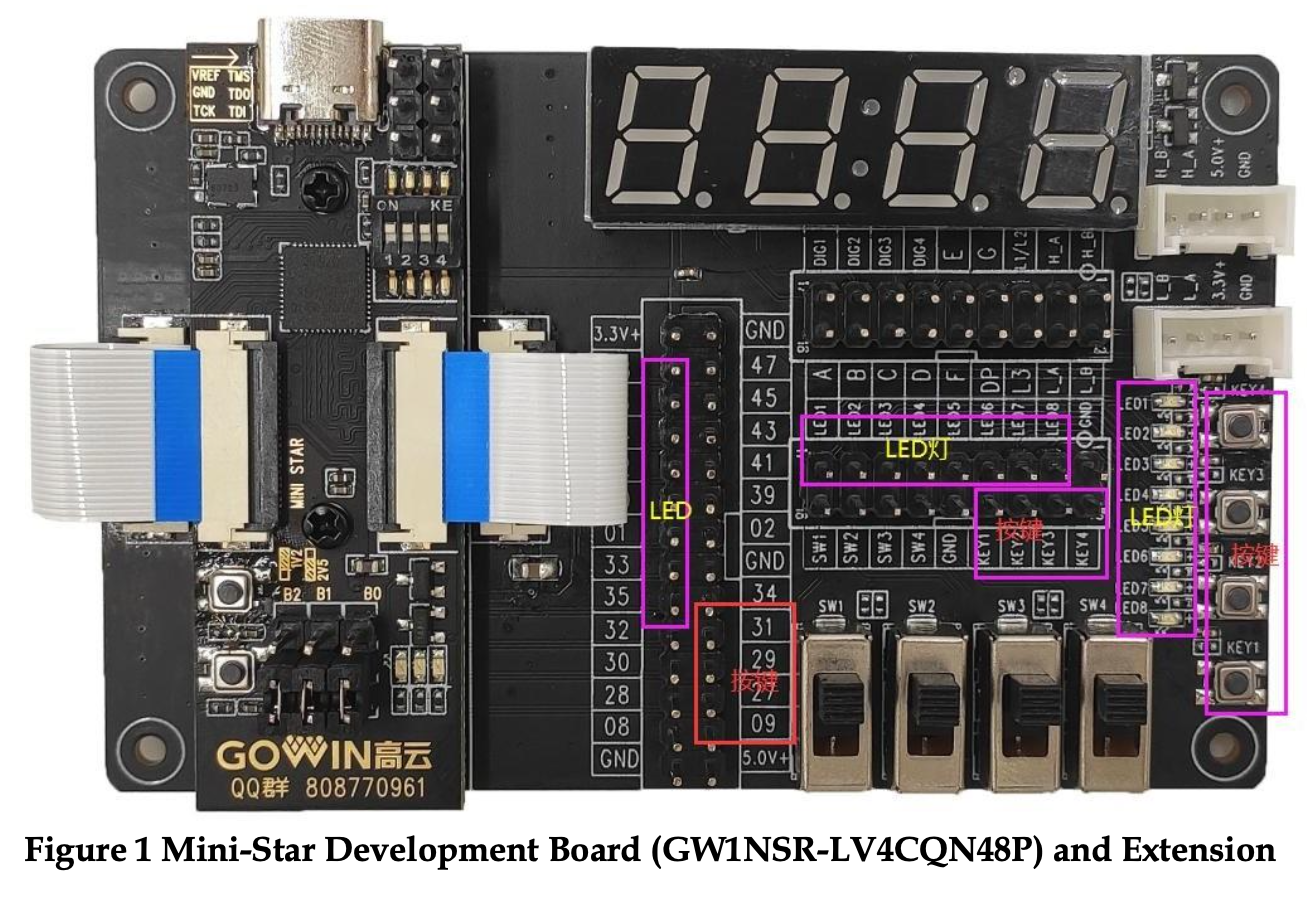 VREF TMS
GND TDO
TCK TDI
ON KE
1 2 3 4
MINI STAR
1V2
2V5
B2 B1 B0
GOWIN高云
QQ群 808770961
3.3V+ GND
47
45
43
41
39
01 02
33 GND
35 34
32 31
30 29
28 27
08 09
GND 5.0V+
LED
按键
DIG1 DIG2 DIG3 DIG4 E G L1/L2 H_A H_B
A B C D F DP L3 L_A L_B
LED1 LED2 LED3 LED4 LED5 LED6 LED7 LED8 GND
LED灯
SW1 SW2 SW3 SW4 GND KEY1 KEY2 KEY3 KEY4
按键
SW1 SW2 SW3 SW4
H_B H_A 5.0V+ GND
L_B L_A 3.3V+ GND
LED1
LED2
LED3
LED4
LED灯
LED6
LED7
LED8
KEY4
KEY3
KEY2
按键
KEY1
Figure 1 Mini-Star Development Board (GW1NSR-LV4CQN48P) and Extension